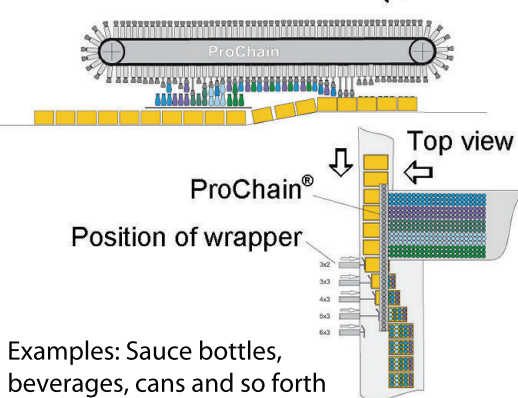 ProChain
Top view
ProChain®
Position of wrapper
3x2
3x3
4x3
5x3
6x3
Examples: Sauce bottles,
beverages, cans and so forth